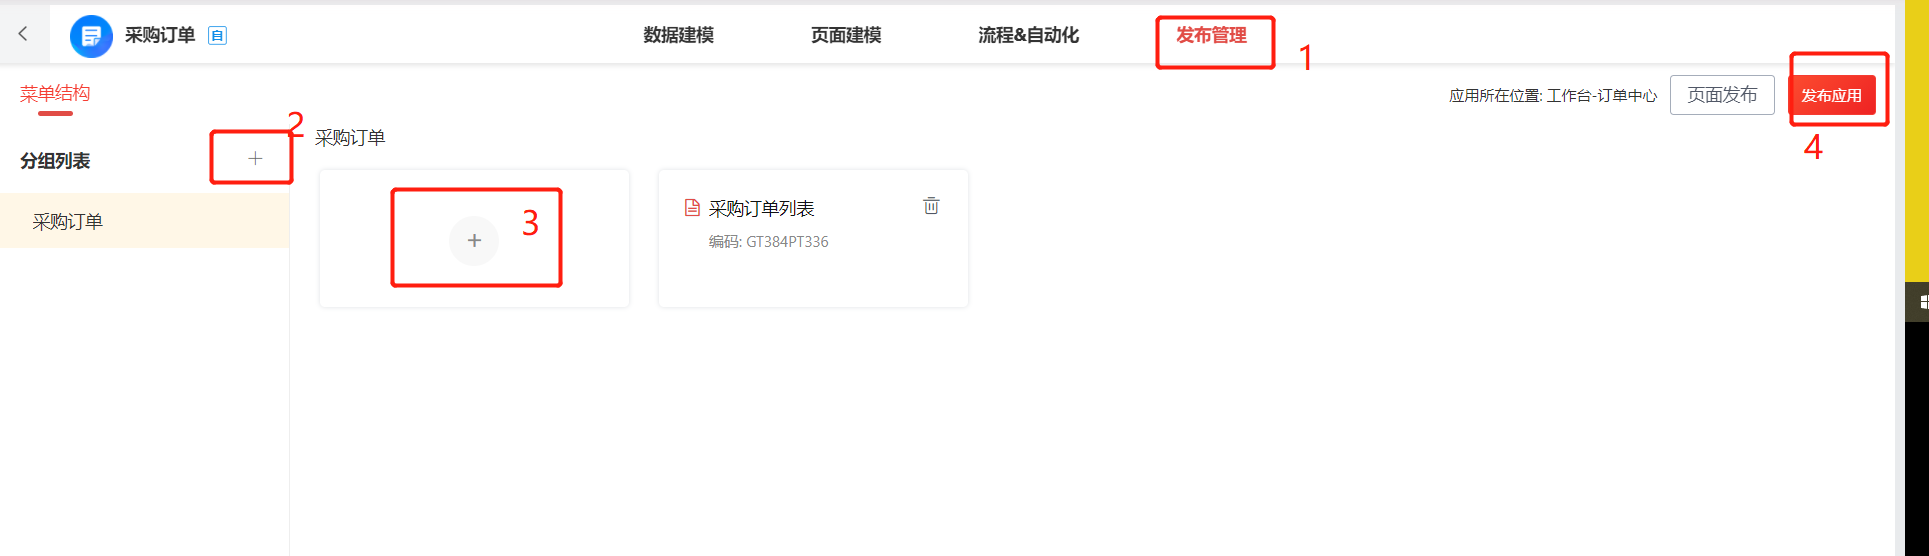 采购订单 自
数据建模 页面建模 流程&自动化 发布管理 1
菜单结构
应用所在位置: 工作台-订单中心 页面发布 发布应用
4
分组列表 + 2
采购订单
采购订单
+ 3
采购订单列表
编码: GT384PT336